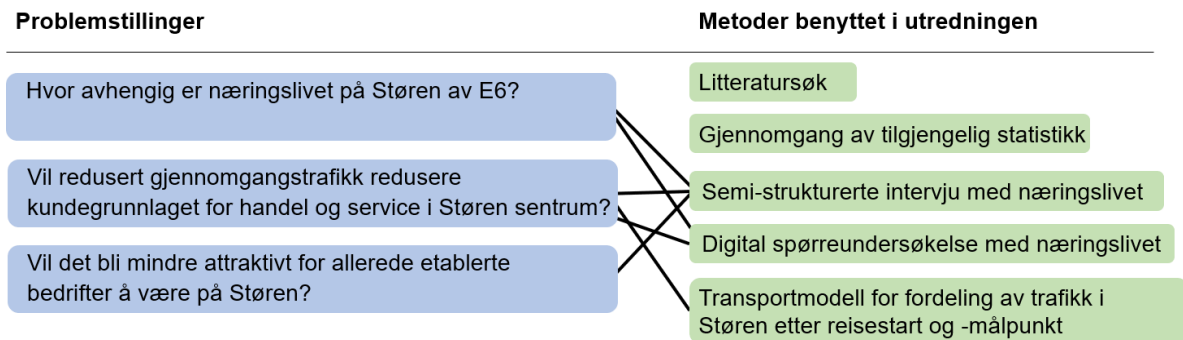 Problemstillinger
Metoder benyttet i utredningen
Hvor avhengig er næringslivet på Støren av E6?
Vil redusert gjennomgangstrafikk redusere
kundegrunnlaget for handel og service i Støren sentrum?
Vil det bli mindre attraktivt for allerede etablerte
bedrifter å være på Støren?
Litteratursøk
Gjennomgang av tilgjengelig statistikk
Semi-strukturerte intervju med næringslivet
Digital spørreundersøkelse med næringslivet
Transportmodell for fordeling av trafikk i
Støren etter reisestart og -målpunkt